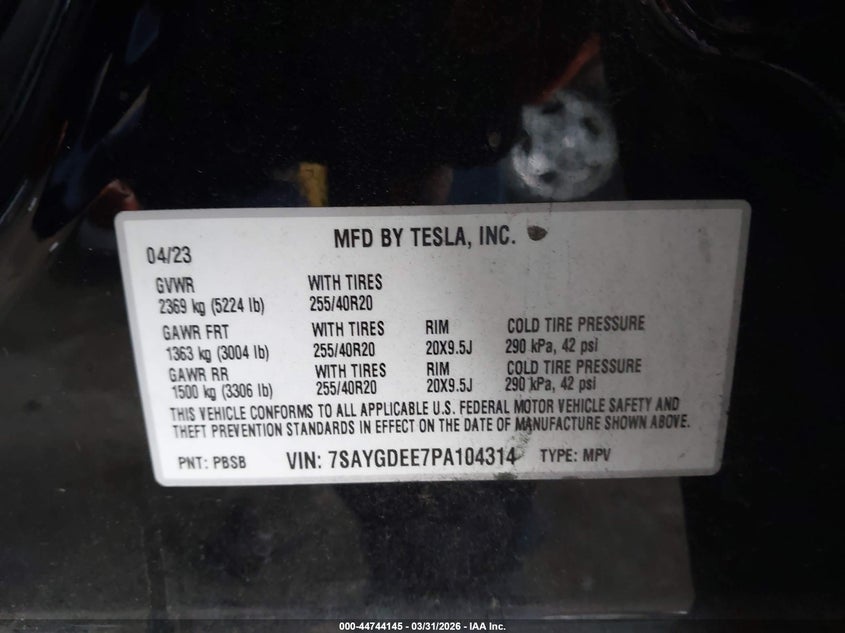 MFD BY TESLA, INC.
04/23
GVWR WITH TIRES
2369 kg (5224 lb) 255/40R20
GAWR FRT WITH TIRES RIM COLD TIRE PRESSURE
1363 kg (3004 lb) 255/40R20 20X9.5J 290 kPa, 42 psi
GAWR RR WITH TIRES RIM COLD TIRE PRESSURE
1500 kg (3306 lb) 255/40R20 20X9.5J 290 kPa, 42 psi
THIS VEHICLE CONFORMS TO ALL APPLICABLE U.S. FEDERAL MOTOR VEHICLE SAFETY AND
THEFT PREVENTION STANDARDS IN EFFECT ON THE DATE OF MANUFACTURE SHOWN ABOVE.
PNT: PBSB VIN: 7SAYGDEE7PA104314 TYPE: MPV
000-44744145 - 03/31/2026 - IAA Inc.